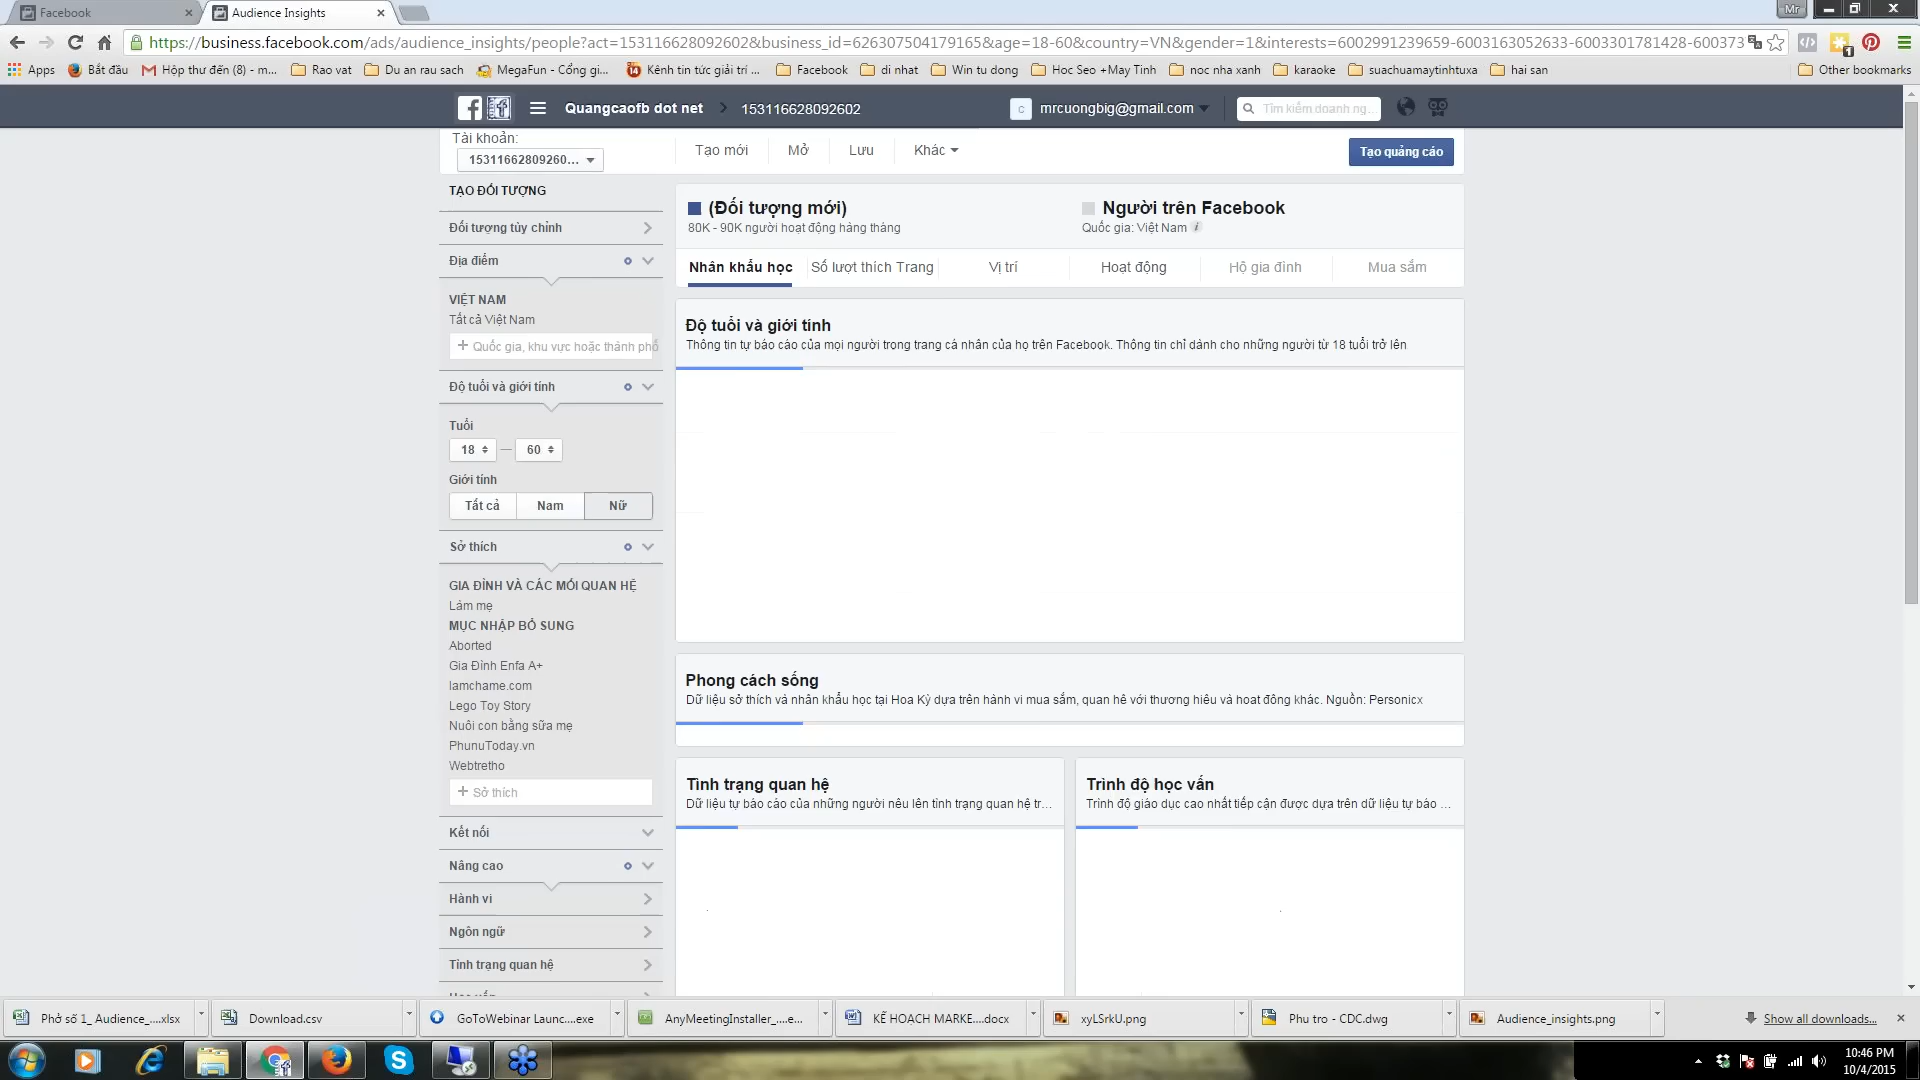 Facebook
Audience Insights
Mr
https://business.facebook.com/ads/audience_insights/people?act=153116628092602&business_id=626307504179165&age=18-60&country=VN&gender=1&interests=6002991239659-6003163052633-6003301781428-600373
1
Apps
Bắt đầu
Hộp thư đến (8) - m...
Rao vat
Du an rau sach
MegaFun - Cổng gi...
Kênh tin tức giải trí ...
Facebook
di nhat
Win tu dong
Hoc Seo +May Tinh
noc nha xanh
karaoke
suachuamaytinhtuxa
hai san
Other bookmarks
Quangcaofb dot net
153116628092602
c
mrcuongbig@gmail.com
Tìm kiếm doanh ng...
Tài khoản:
15311662809260...
Tạo mới
Mở
Lưu
Khác
Tạo quảng cáo
TẠO ĐỐI TƯỢNG
Đối tượng tùy chỉnh
Địa điểm
VIỆT NAM
Tất cả Việt Nam
+ Quốc gia, khu vực hoặc thành phố
Độ tuổi và giới tính
Tuổi
18 — 60
Giới tính
Tất cả
Nam
Nữ
Sở thích
GIA ĐÌNH VÀ CÁC MỐI QUAN HỆ
Làm mẹ
MỤC NHẬP BỔ SUNG
Aborted
Gia Đình Enfa A+
lamchame.com
Lego Toy Story
Nuôi con bằng sữa mẹ
PhunuToday.vn
Webtretho
+ Sở thích
Kết nối
Nâng cao
Hành vi
Ngôn ngữ
Tình trạng quan hệ
Học vấn
(Đối tượng mới)
80K - 90K người hoạt động hàng tháng
Người trên Facebook
Quốc gia: Việt Nam i
Nhân khẩu học
Số lượt thích Trang
Vị trí
Hoạt động
Hộ gia đình
Mua sắm
Độ tuổi và giới tính
Thông tin tự báo cáo của mọi người trong trang cá nhân của họ trên Facebook. Thông tin chỉ dành cho những người từ 18 tuổi trở lên
Phong cách sống
Dữ liệu sở thích và nhân khẩu học tại Hoa Kỳ dựa trên hành vi mua sắm, quan hệ với thương hiệu và hoạt động khác. Nguồn: Personicx
Tình trạng quan hệ
Dữ liệu tự báo cáo của những người nêu lên tình trạng quan hệ tr...
Trình độ học vấn
Trình độ giáo dục cao nhất tiếp cận được dựa trên dữ liệu tự báo ...
Phở số 1_ Audience_....xlsx
Download.csv
GoToWebinar Launc....exe
AnyMeetingInstaller_....e...
KẾ HOẠCH MARKE....docx
xyLSrkU.png
Phu tro - CDC.dwg
Audience_insights.png
Show all downloads...
10:46 PM
10/4/2015